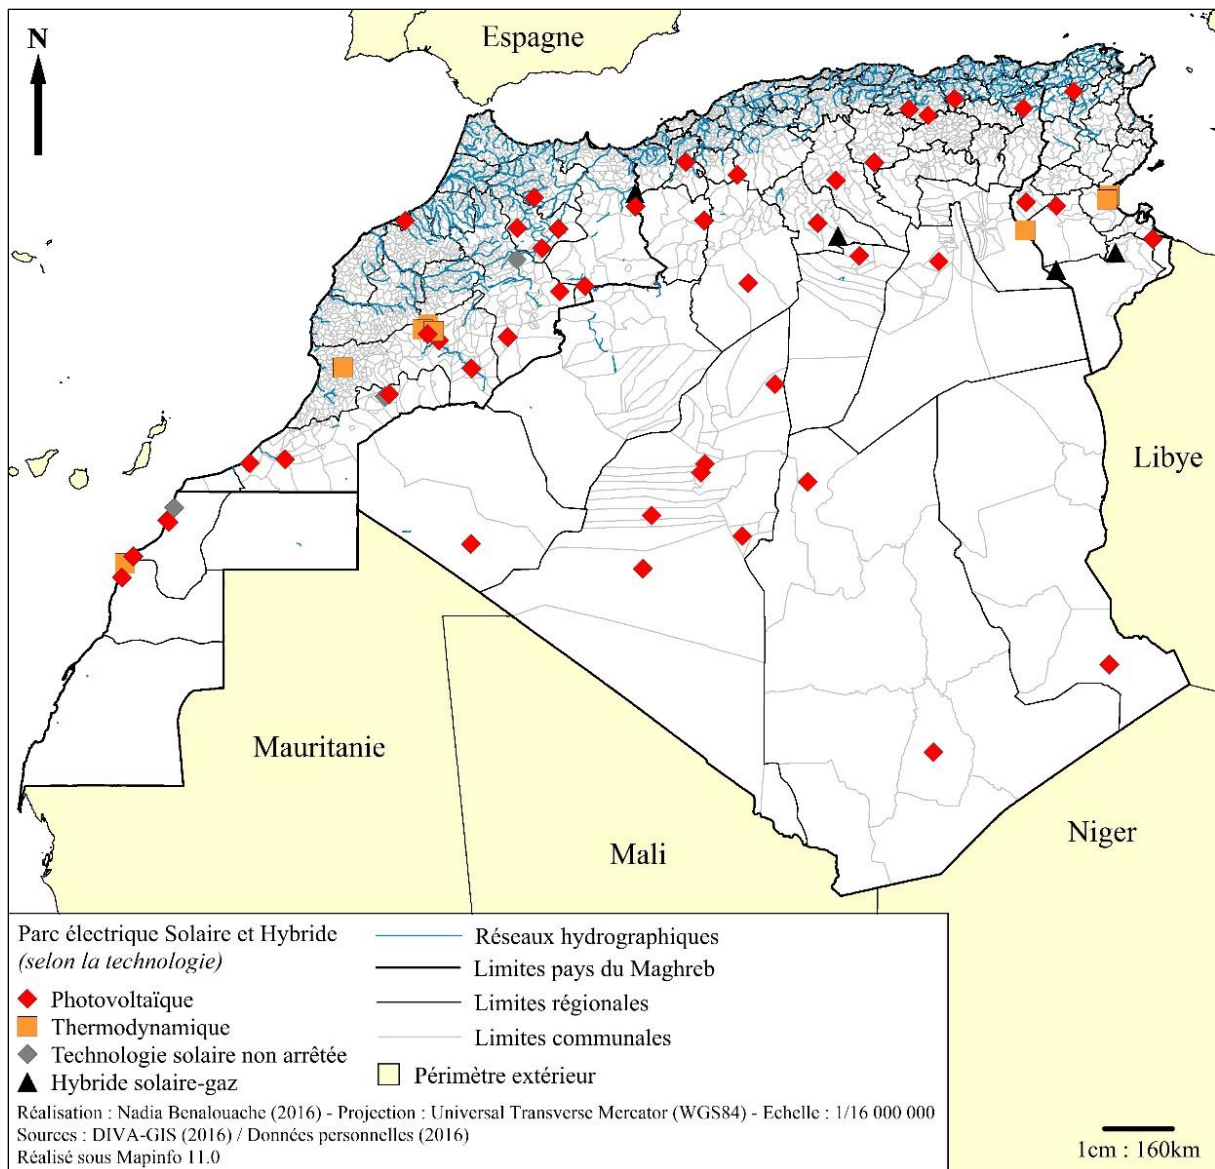 N
Espagne
Libye
Mauritanie
Mali
Niger
Parc électrique Solaire et Hybride
(selon la technologie)
Photovoltaïque
Thermodynamique
Technologie solaire non arrêtée
Hybride solaire-gaz
Réseaux hydrographiques
Limites pays du Maghreb
Limites régionales
Limites communales
Périmètre extérieur
Réalisation : Nadia Benalouache (2016) - Projection : Universal Transverse Mercator (WGS84) - Echelle : 1/16 000 000
Sources : DIVA-GIS (2016) / Données personnelles (2016)
Réalisé sous Mapinfo 11.0
1cm : 160km